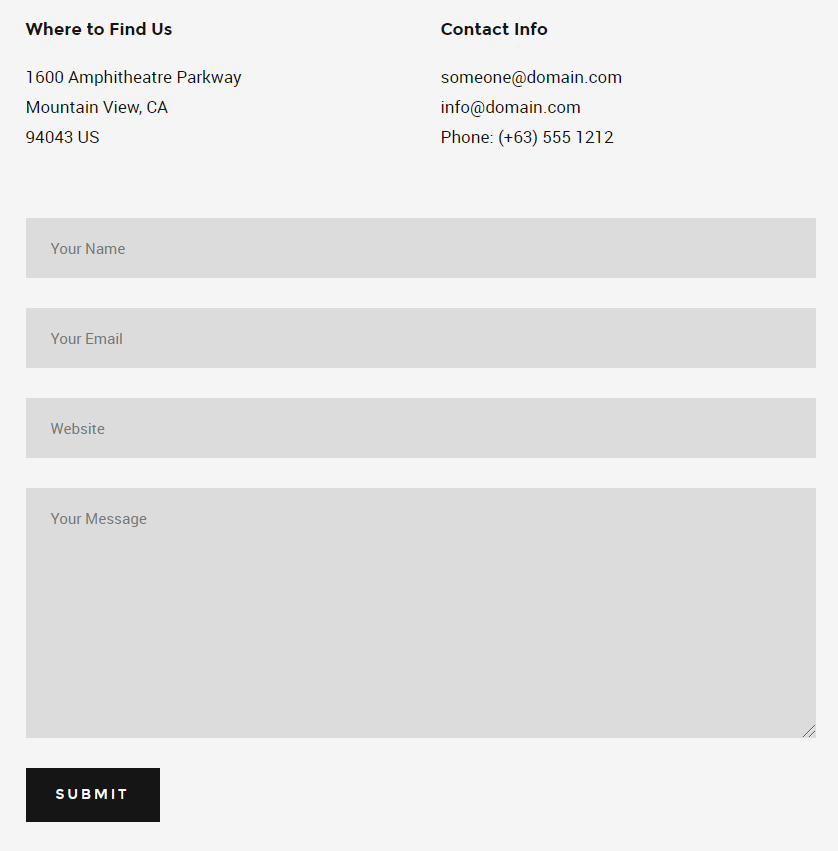 Where to Find Us
1600 Amphitheatre Parkway
Mountain View, CA
94043 US
Contact Info
someone@domain.com
info@domain.com
Phone: (+63) 555 1212
Your Name
Your Email
Website
Your Message
SUBMIT